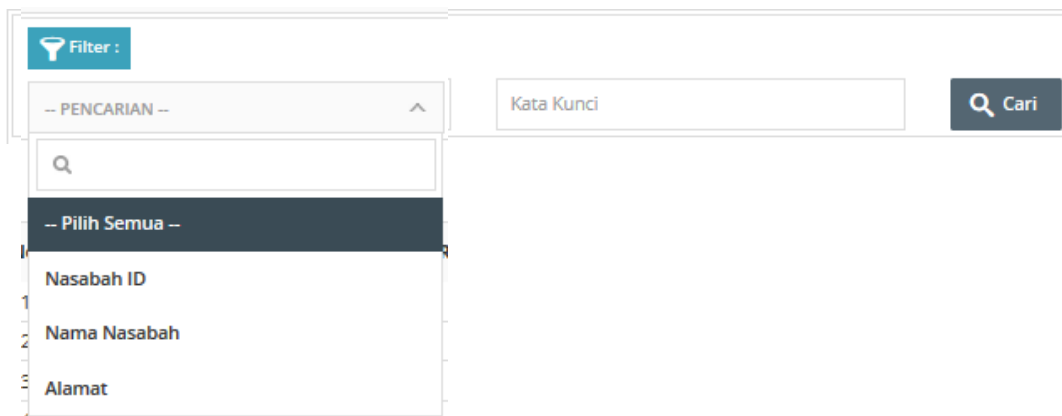 Filter :
-- PENCARIAN --
Kata Kunci
Cari
-- Pilih Semua --
Nasabah ID
Nama Nasabah
Alamat